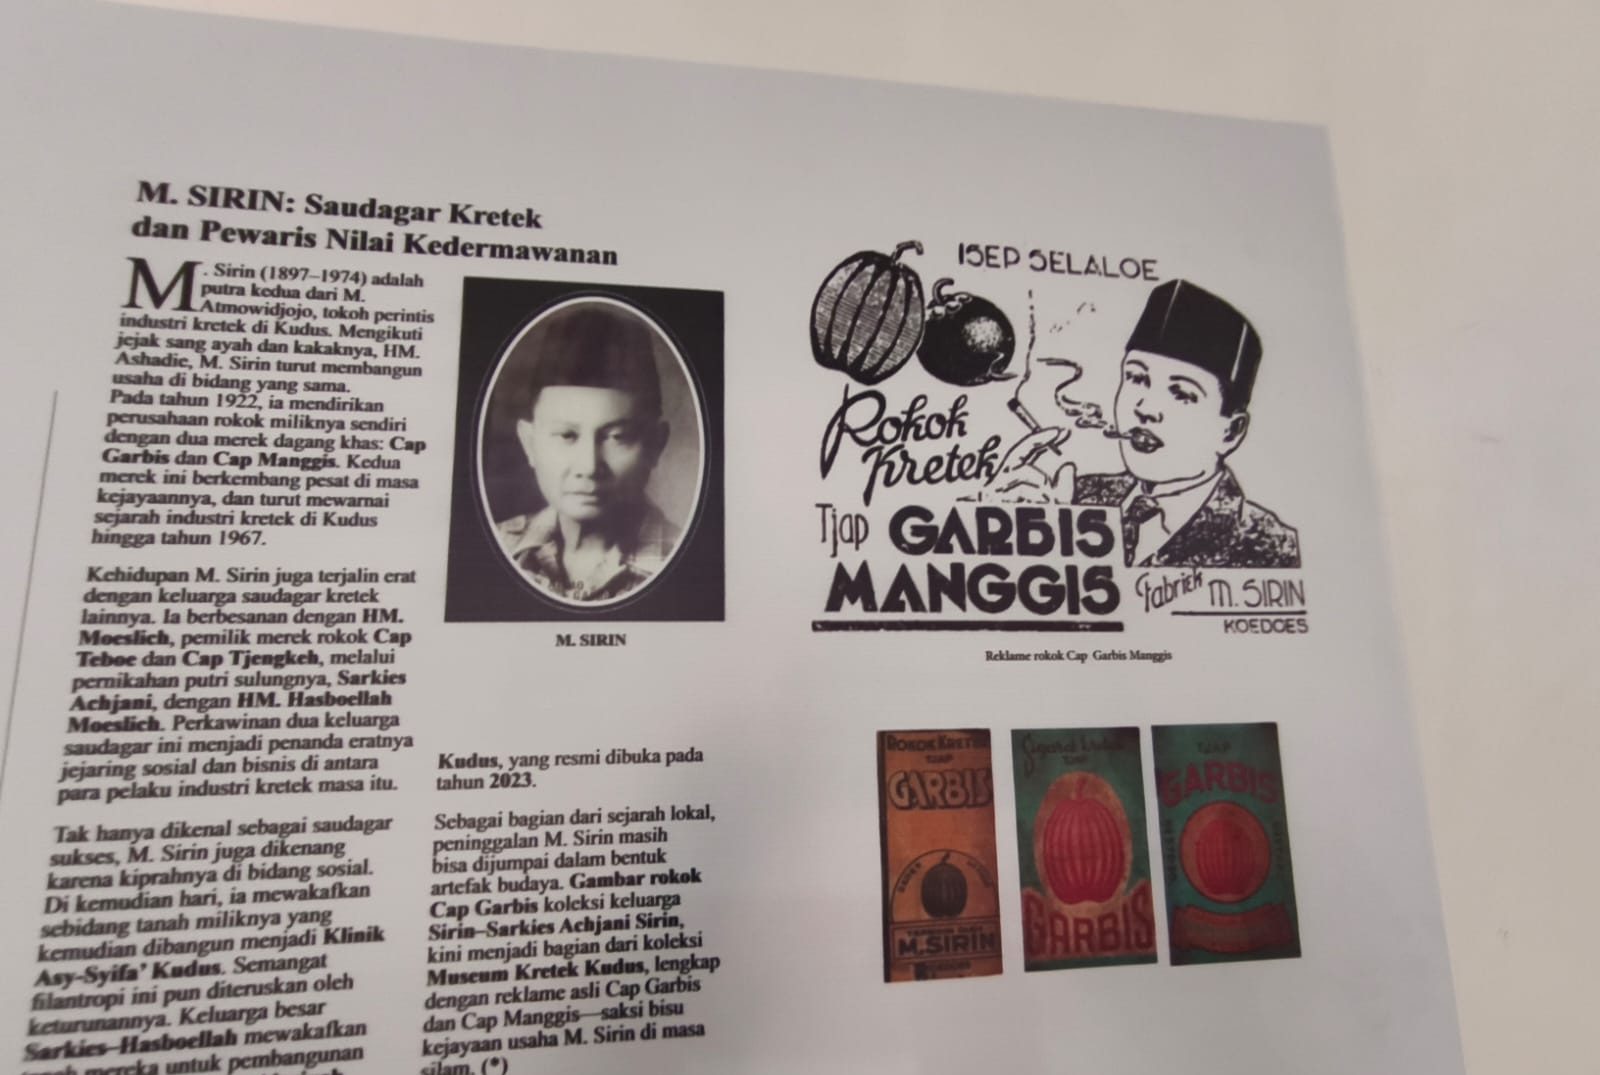 M. SIRIN: Saudagar Kretek
dan Pewaris Nilai Kedermawanan
M. Sirin (1897–1974) adalah
putra kedua dari M.
Atmowidjojo, tokoh perintis
industri kretek di Kudus. Mengikuti
jejak sang ayah dan kakaknya, HM.
Ashadie, M. Sirin turut membangun
usaha di bidang yang sama.
Pada tahun 1922, ia mendirikan
perusahaan rokok miliknya sendiri
dengan dua merek dagang khas: Cap
Garbis dan Cap Manggis. Kedua
merek ini berkembang pesat di masa
kejayaannya, dan turut mewarnai
sejarah industri kretek di Kudus
hingga tahun 1967.
Kehidupan M. Sirin juga terjalin erat
dengan keluarga saudagar kretek
lainnya. Ia berbesanan dengan HM.
Moeslich, pemilik merek rokok Cap
Teboe dan Cap Tjengkeh, melalui
pernikahan putri sulungnya, Sarkies
Achjani, dengan HM. Hasboellah
Moeslich. Perkawinan dua keluarga
saudagar ini menjadi penanda eratnya
jejaring sosial dan bisnis di antara
para pelaku industri kretek masa itu.
Tak hanya dikenal sebagai saudagar
sukses, M. Sirin juga dikenang
karena kiprahnya di bidang sosial.
Di kemudian hari, ia mewakafkan
sebidang tanah miliknya yang
kemudian dibangun menjadi Klinik
Asy-Syifa' Kudus. Semangat
filantropi ini pun diteruskan oleh
keturunannya. Keluarga besar
Sarkies–Hasboellah mewakafkan
mereka untuk pembangunan
M. SIRIN
Kudus, yang resmi dibuka pada
tahun 2023.
Sebagai bagian dari sejarah lokal,
peninggalan M. Sirin masih
bisa dijumpai dalam bentuk
artefak budaya. Gambar rokok
Cap Garbis koleksi keluarga
Sirin–Sarkies Achjani Sirin,
kini menjadi bagian dari koleksi
Museum Kretek Kudus, lengkap
dengan reklame asli Cap Garbis
dan Cap Manggis—saksi bisu
kejayaan usaha M. Sirin di masa
silam. (*)
ISEP SELALOE
Rokok
Kretek
Tjap GARBIS
MANGGIS
Fabriek M. SIRIN
KOEDOES
Reklame rokok Cap Garbis Manggis
ROKOK KRETEK
TJAP
GARBIS
M. SIRIN
Sigaret kretek
TJAP
GARBIS
TJAP
GARBIS